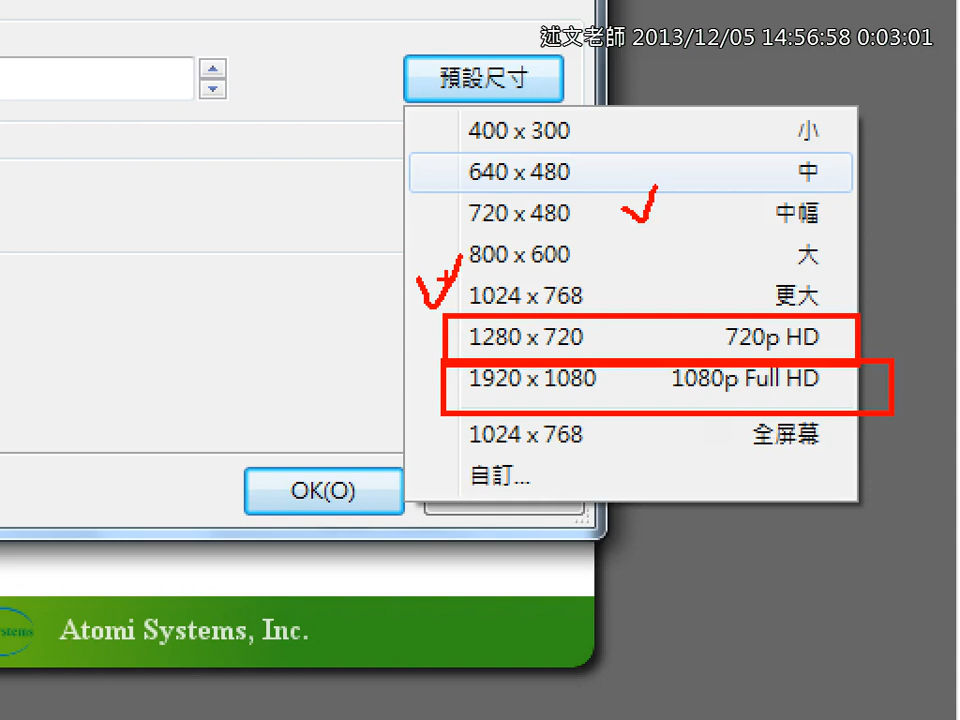 述文老師 2013/12/05 14:56:58 0:03:01
預設尺寸
400 x 300 小
640 x 480 中
720 x 480 中幅
800 x 600 大
1024 x 768 更大
1280 x 720 720p HD
1920 x 1080 1080p Full HD
1024 x 768 全屏幕
自訂...
OK(O)
Atomi Systems, Inc.